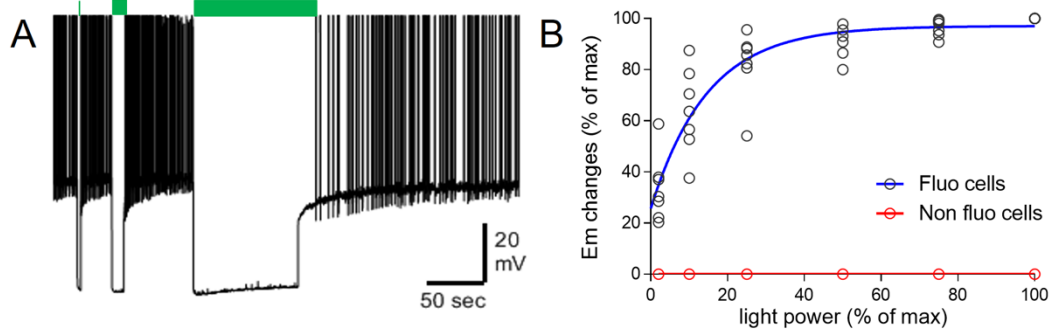 A
20
mV
50 sec
B
Em changes (% of max)
100
80
60
40
20
0
Fluo cells
Non fluo cells
0 20 40 60 80 100
light power (% of max)